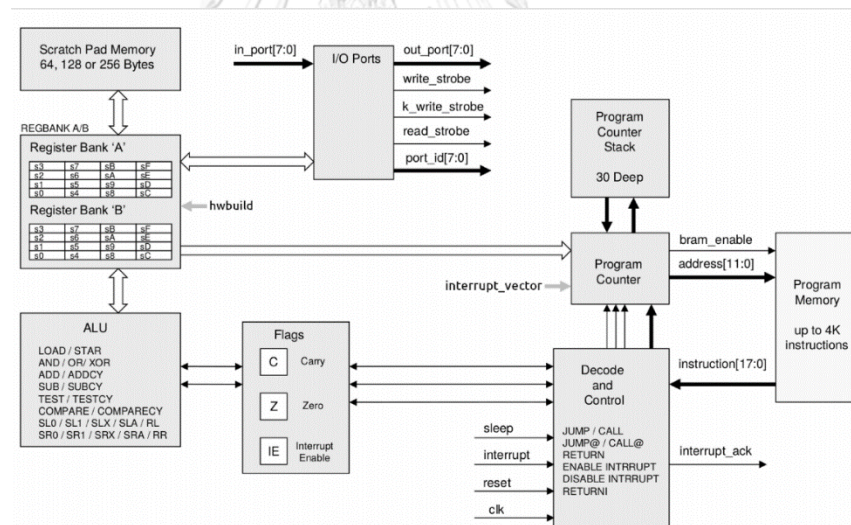 Scratch Pad Memory
64, 128 or 256 Bytes
in_port[7:0]
I/O Ports
out_port[7:0]
write_strobe
k_write_strobe
read_strobe
port_id[7:0]
REGBANK A/B
Register Bank 'A'
s3 s7 sB sF
s2 s6 sA sE
s1 s5 s9 sD
s0 s4 s8 sC
Register Bank 'B'
s3 s7 sB sF
s2 s6 sA sE
s1 s5 s9 sD
s0 s4 s8 sC
hwbuild
Program
Counter
Stack
30 Deep
interrupt_vector
Program
Counter
bram_enable
address[11:0]
Program
Memory
up to 4K
instructions
instruction[17:0]
ALU
LOAD / STAR
AND / OR/ XOR
ADD / ADDCY
SUB / SUBCY
TEST / TESTCY
COMPARE / COMPARECY
SL0 / SL1 / SLX / SLA / RL
SR0 / SR1 / SRX / SRA / RR
Flags
C Carry
Z Zero
IE Interrupt
Enable
Decode
and
Control
JUMP / CALL
JUMP@ / CALL@
RETURN
ENABLE INTRRUPT
DISABLE INTRRUPT
RETURNI
sleep
interrupt
reset
clk
interrupt_ack